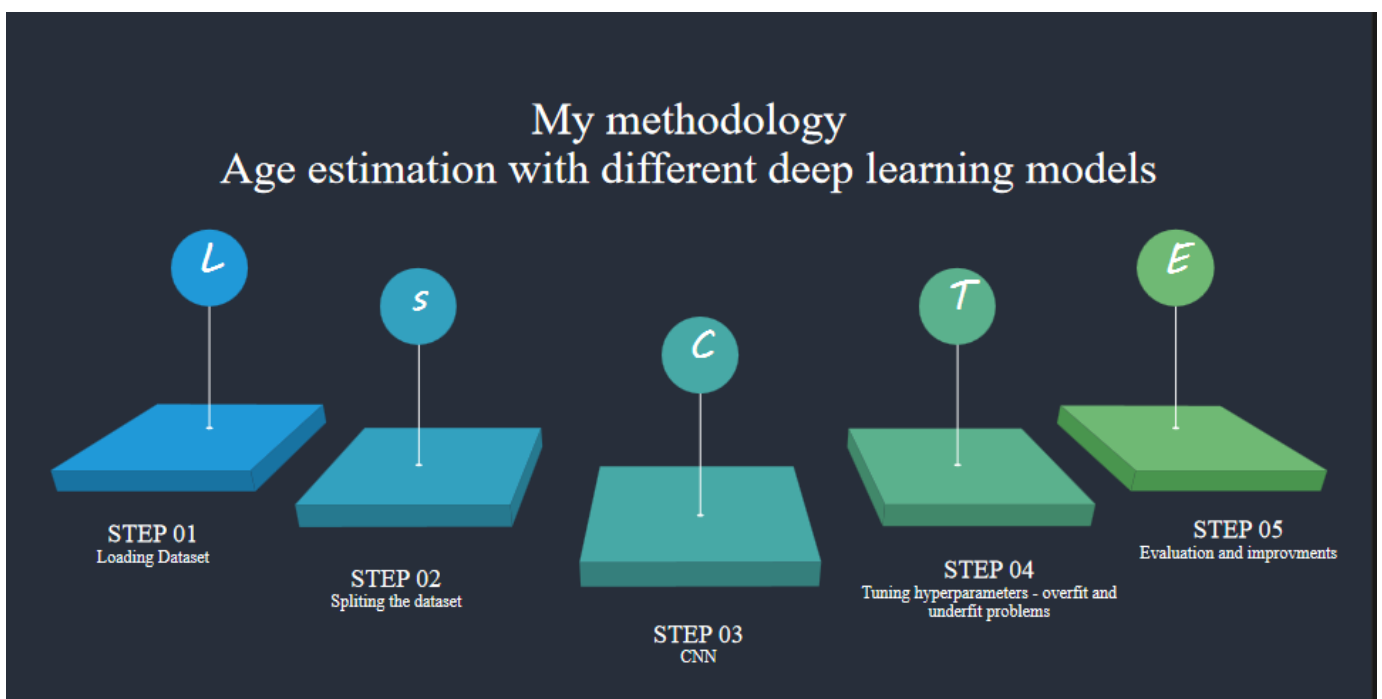 My methodology
Age estimation with different deep learning models
L
s
C
T
E
STEP 01
Loading Dataset
STEP 02
Spliting the dataset
STEP 03
CNN
STEP 04
Tuning hyperparameters - overfit and
underfit problems
STEP 05
Evaluation and improvments